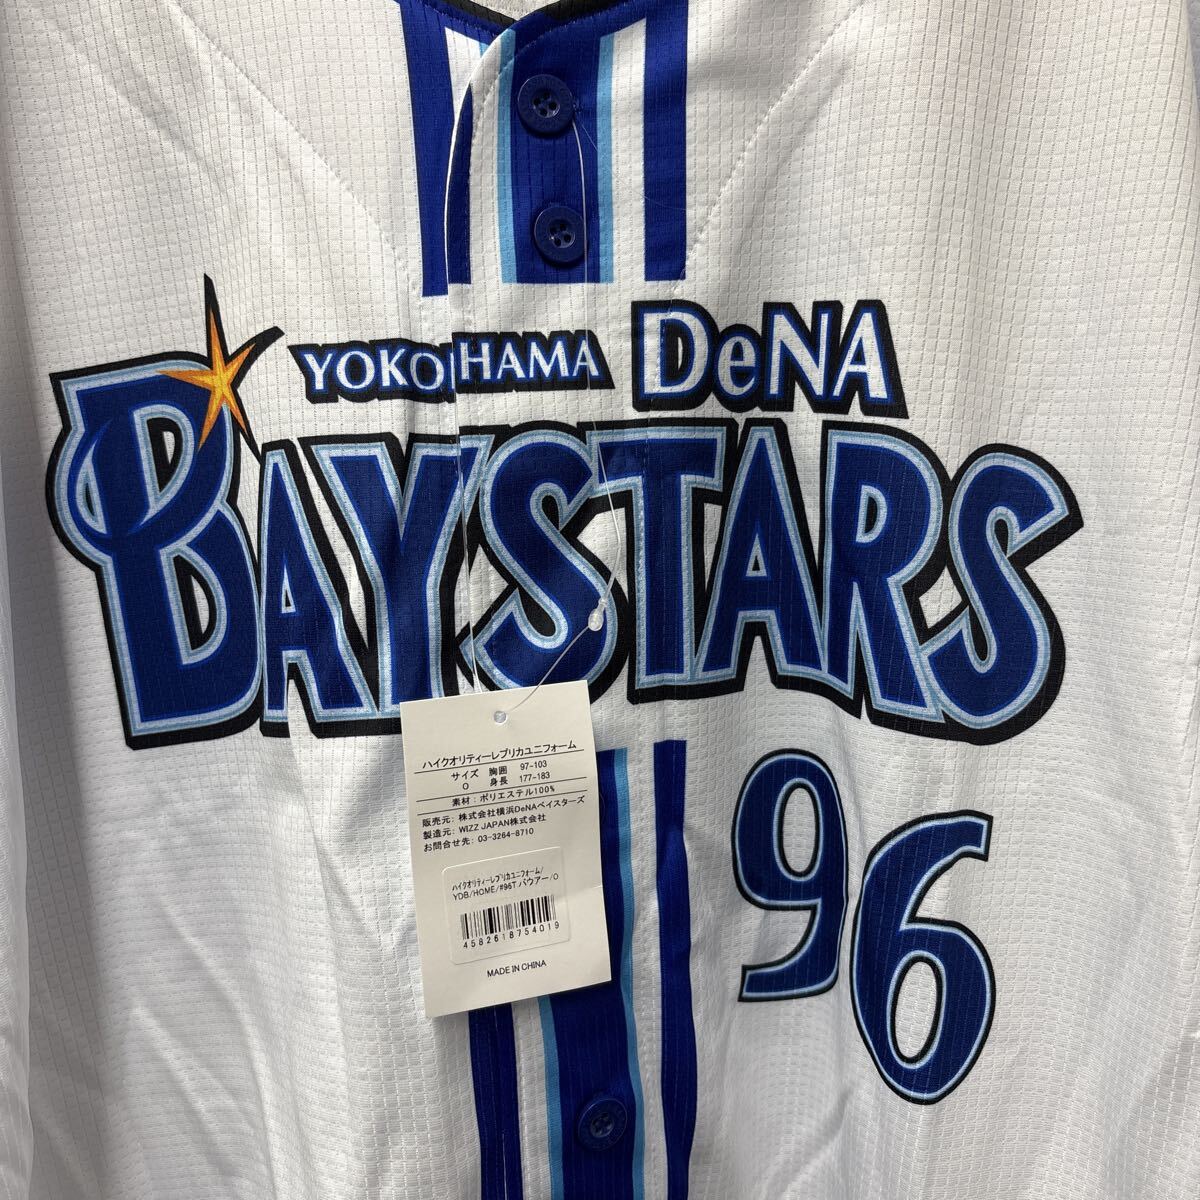 YOKOHAMA DeNA
BAYSTARS
96
ハイクオリティーレプリカユニフォーム
サイズ 胸囲 97-103
O 身長 177-183
素材:ポリエステル100%
販売元:株式会社横浜DeNAベイスターズ
製造元:WIZZ JAPAN株式会社
お問合せ先:03-3264-8710
ハイクオリティーレプリカユニフォーム/
YDB/HOME/#96T.バウアー/O
4582618754019
MADE IN CHINA